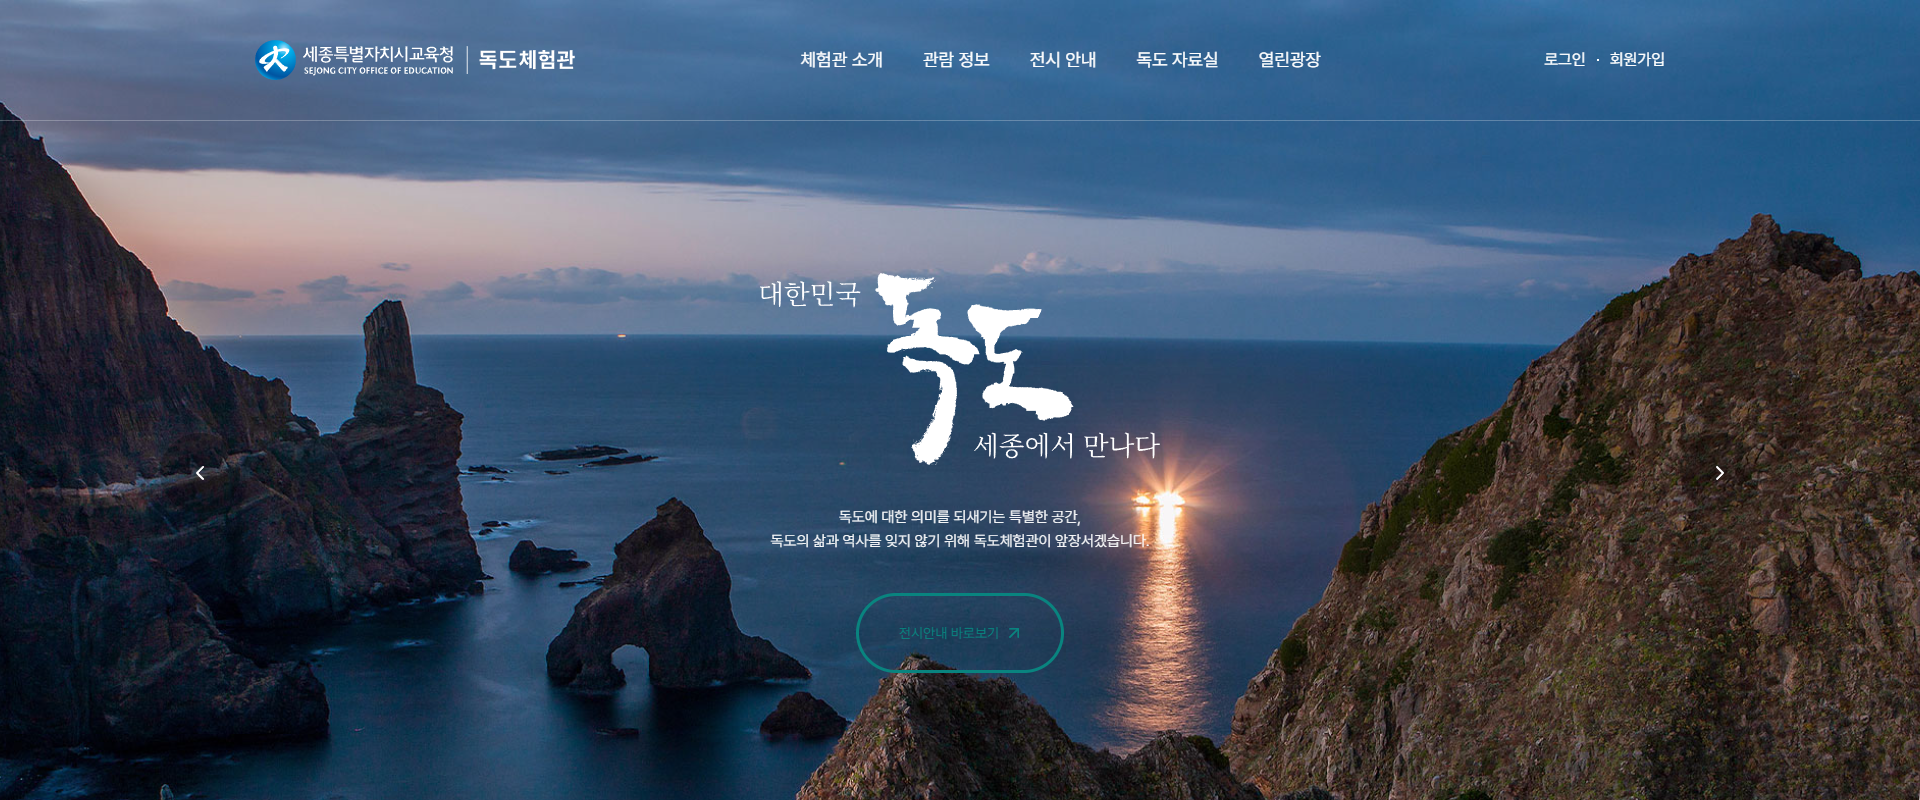 세종특별자치시교육청
SEJONG CITY OFFICE OF EDUCATION
독도체험관
체험관 소개
관람 정보
전시 안내
독도 자료실
열린광장
로그인 · 회원가입
대한민국
독도
세종에서 만나다
독도에 대한 의미를 되새기는 특별한 공간,
독도의 삶과 역사를 잊지 않기 위해 독도체험관이 앞장서겠습니다.
전시안내 바로보기